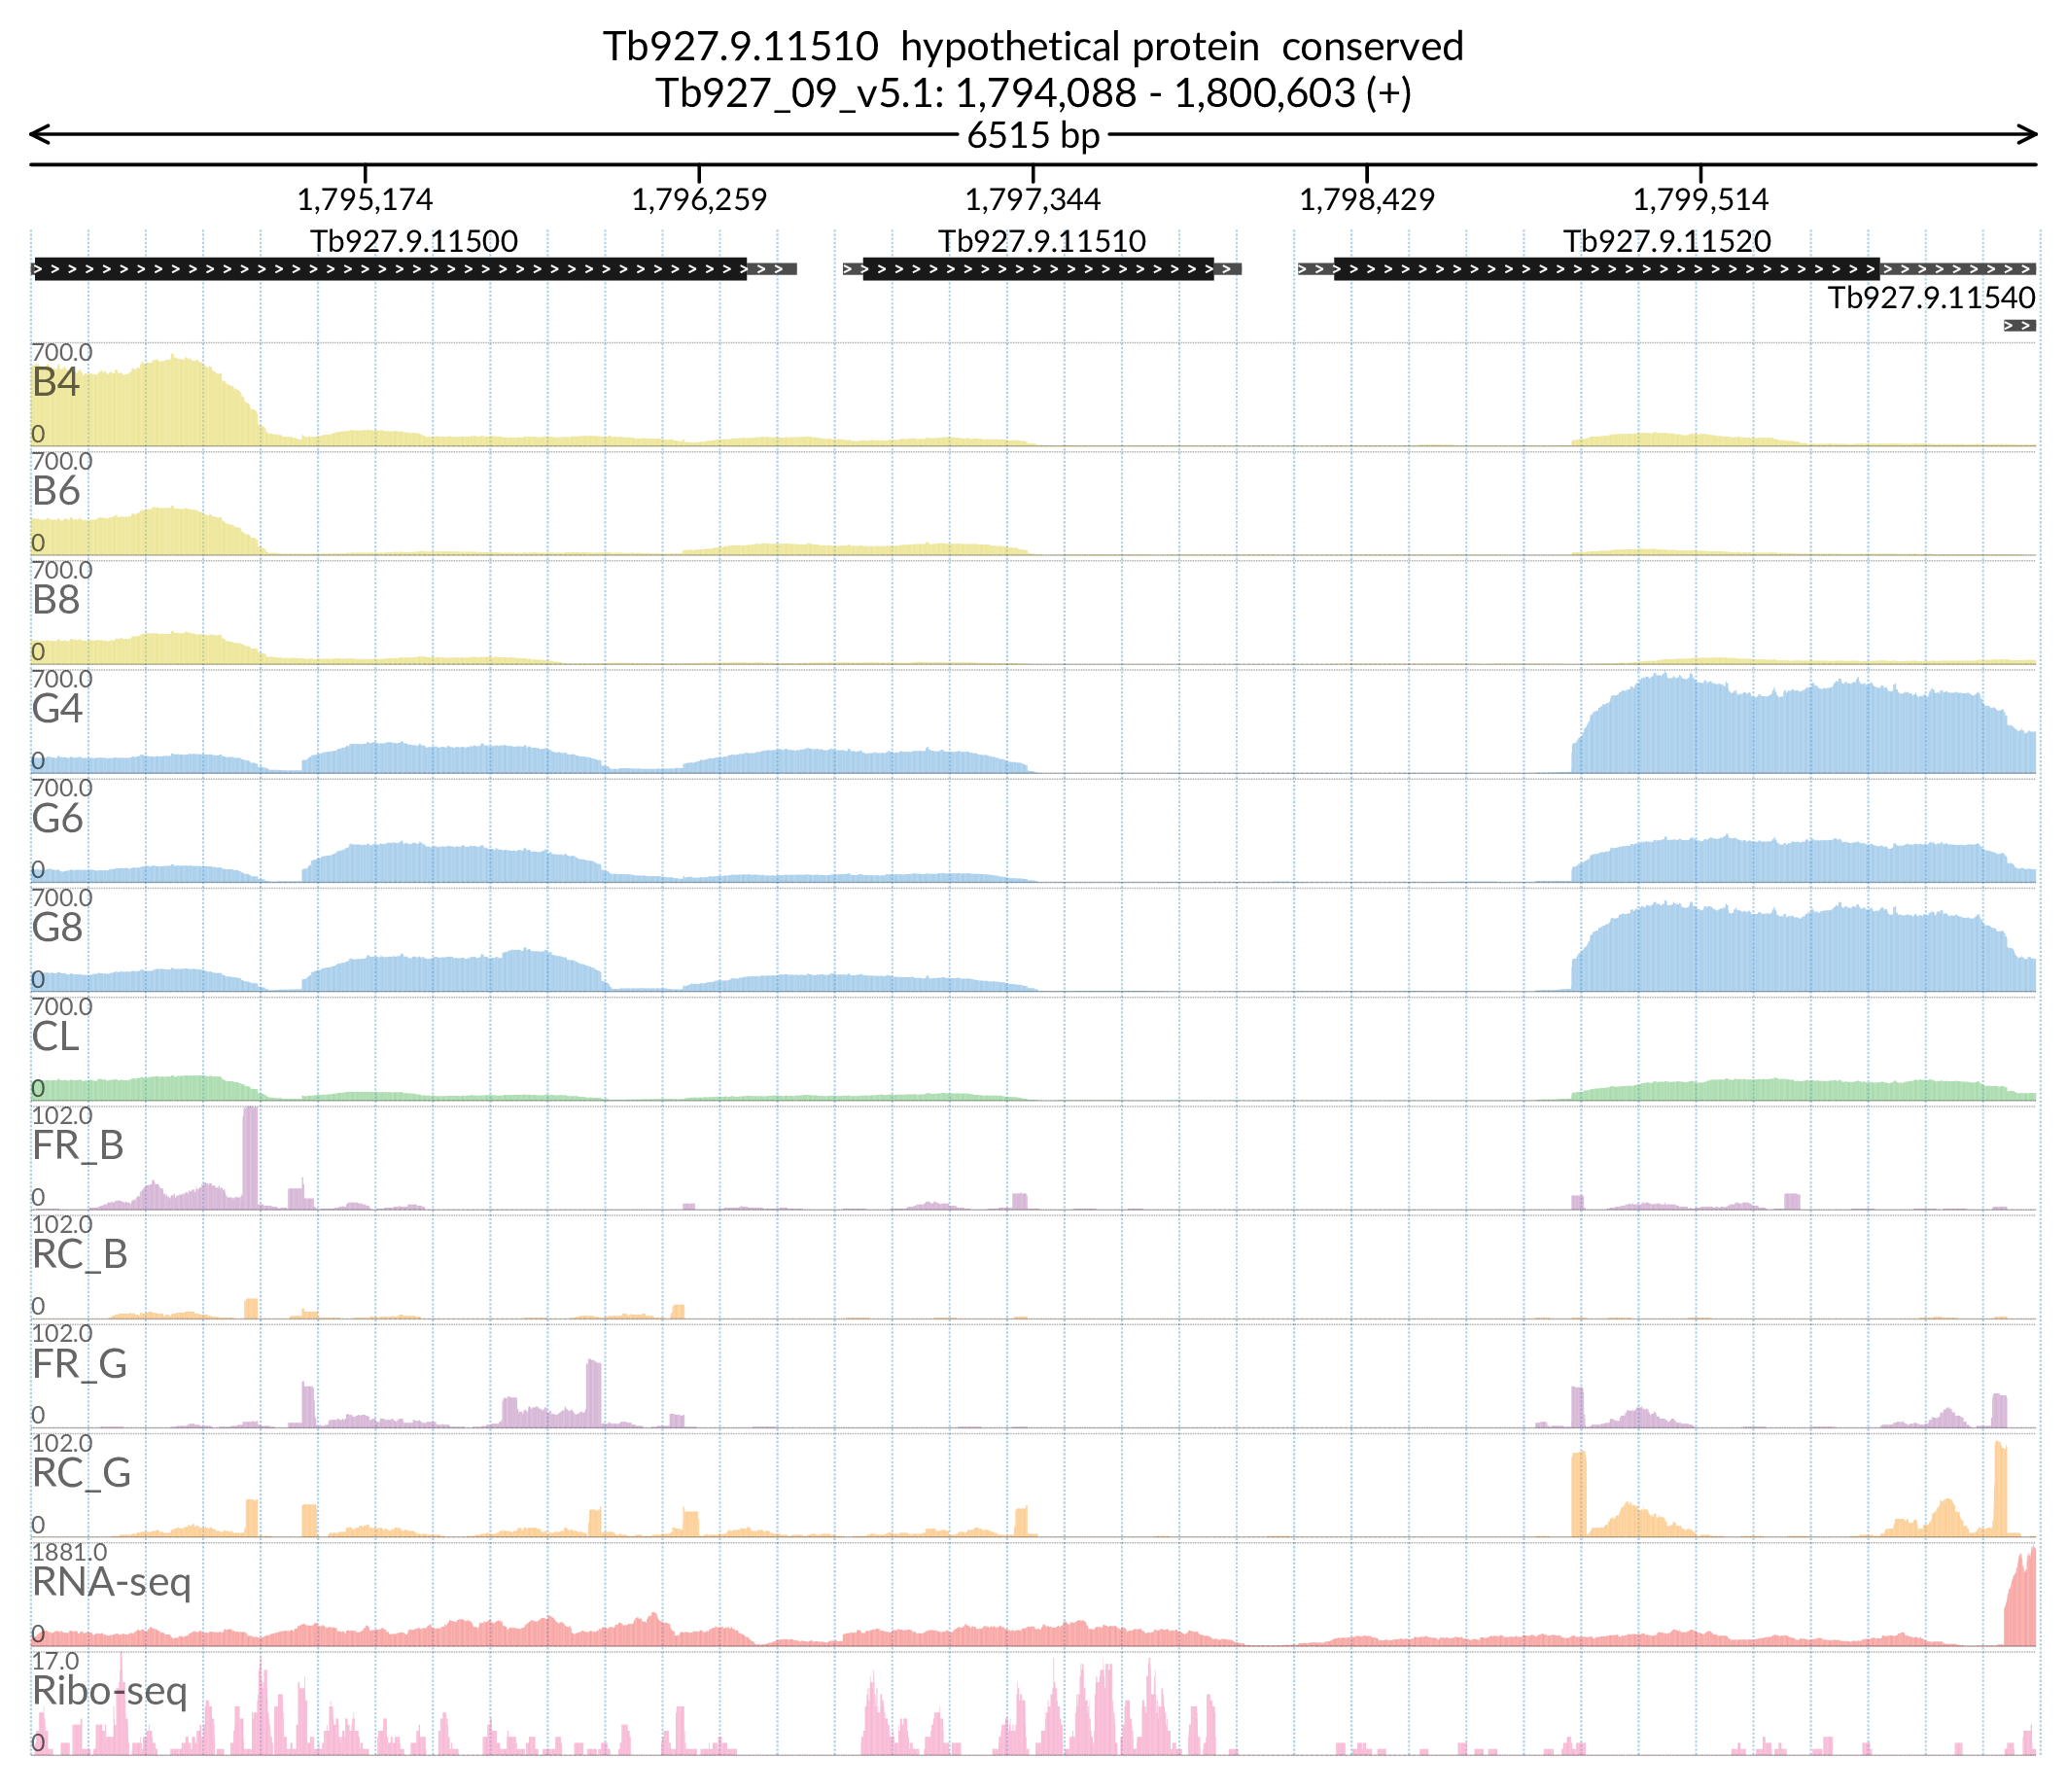 Tb927.9.11510 hypothetical protein conserved
Tb927_09_v5.1: 1,794,088 - 1,800,603 (+)
6515 bp
1,795,174 1,796,259 1,797,344 1,798,429 1,799,514
Tb927.9.11500 Tb927.9.11510 Tb927.9.11520
Tb927.9.11540
700.0
B4
0
700.0
B6
0
700.0
B8
0
700.0
G4
0
700.0
G6
0
700.0
G8
0
700.0
CL
0
102.0
FR_B
0
102.0
RC_B
0
102.0
FR_G
0
102.0
RC_G
0
1881.0
RNA-seq
0
17.0
Ribo-seq
0